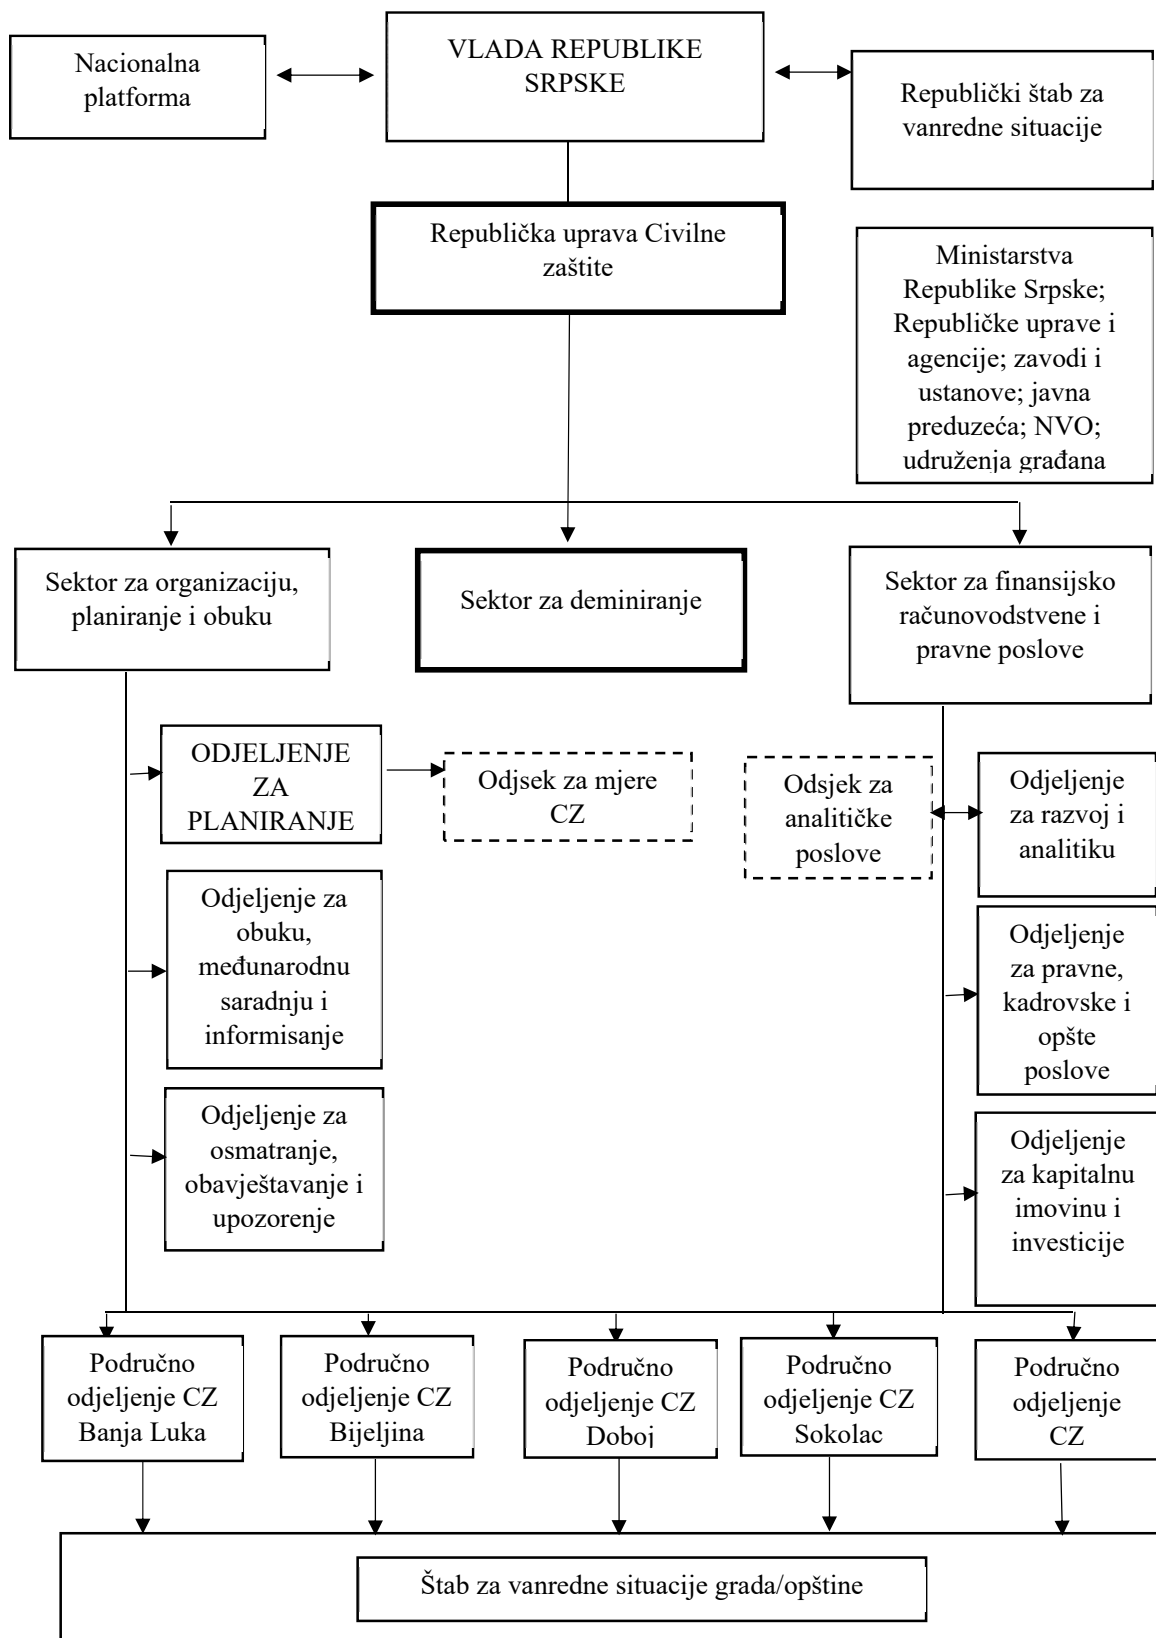 Nacionalna
platforma
VLADA REPUBLIKE
SRPSKE
Republički štab za
vanredne situacije
Republička uprava Civilne
zaštite
Ministarstva
Republike Srpske;
Republičke uprave i
agencije; zavodi i
ustanove; javna
preduzeća; NVO;
udruženja građana
Sektor za organizaciju,
planiranje i obuku
Sektor za deminiranje
Sektor za finansijsko
računovodstvene i
pravne poslove
ODJELJENJE
ZA
PLANIRANJE
Odjsek za mjere
CZ
Odsjek za
analitičke
poslove
Odjeljenje
za razvoj i
analitiku
Odjeljenje za
obuku,
međunarodnu
saradnju i
informisanje
Odjeljenje
za pravne,
kadrovske i
opšte
poslove
Odjeljenje za
osmatranje,
obavještavanje i
upozorenje
Odjeljenje
za kapitalnu
imovinu i
investicije
Područno
odjeljenje CZ
Banja Luka
Područno
odjeljenje CZ
Bijeljina
Područno
odjeljenje CZ
Doboj
Područno
odjeljenje CZ
Sokolac
Područno
odjeljenje
CZ
Štab za vanredne situacije grada/opštine